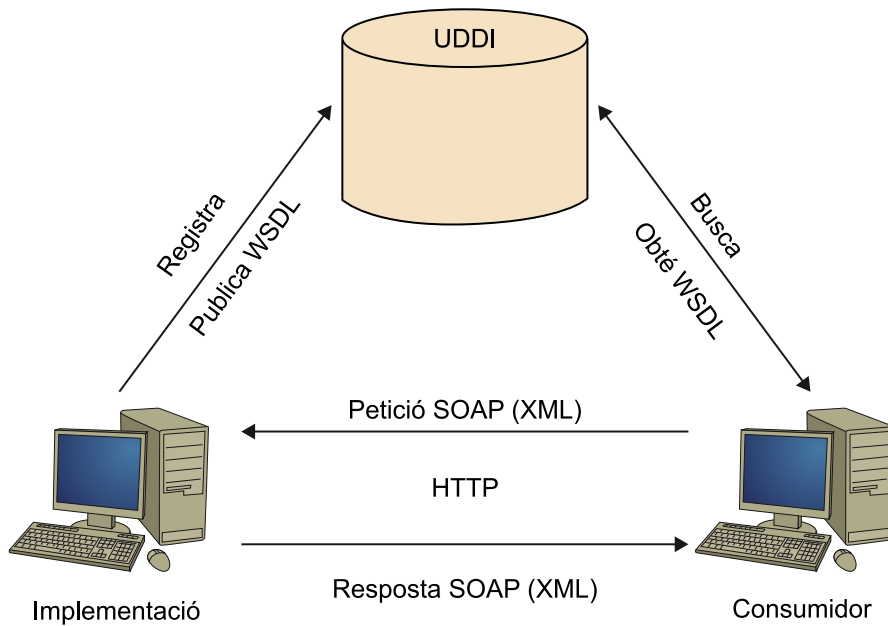 UDDI
Registra
Publica WSDL
Busca
Obté WSDL
Petició SOAP (XML)
HTTP
Resposta SOAP (XML)
Implementació
Consumidor